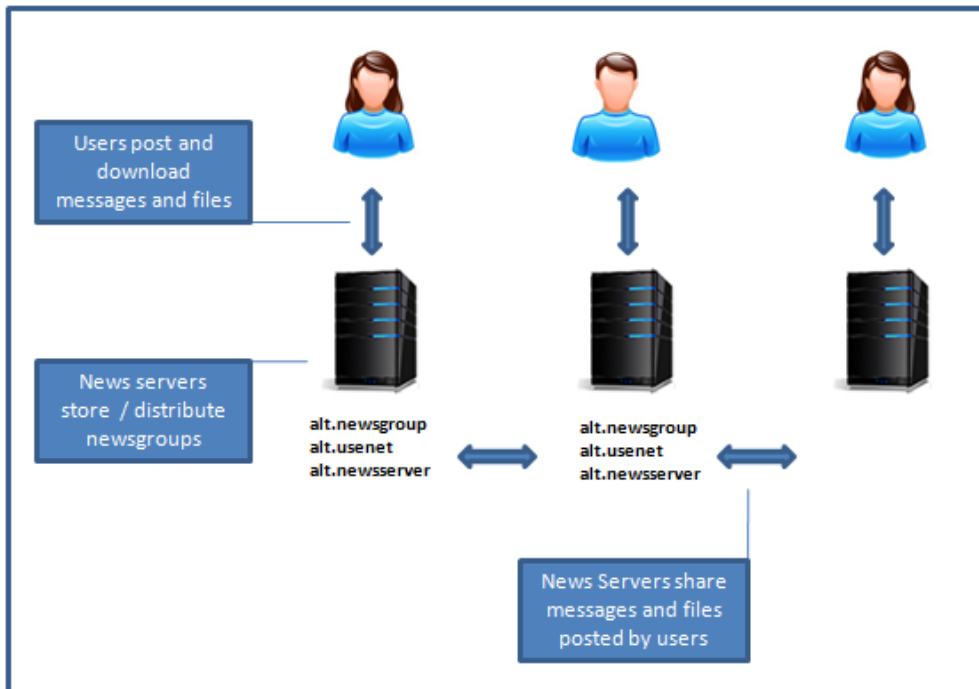 Users post and
download
messages and files
News servers
store / distribute
newsgroups
alt.newsgroup
alt.usenet
alt.newsserver
alt.newsgroup
alt.usenet
alt.newsserver
News Servers share
messages and files
posted by users